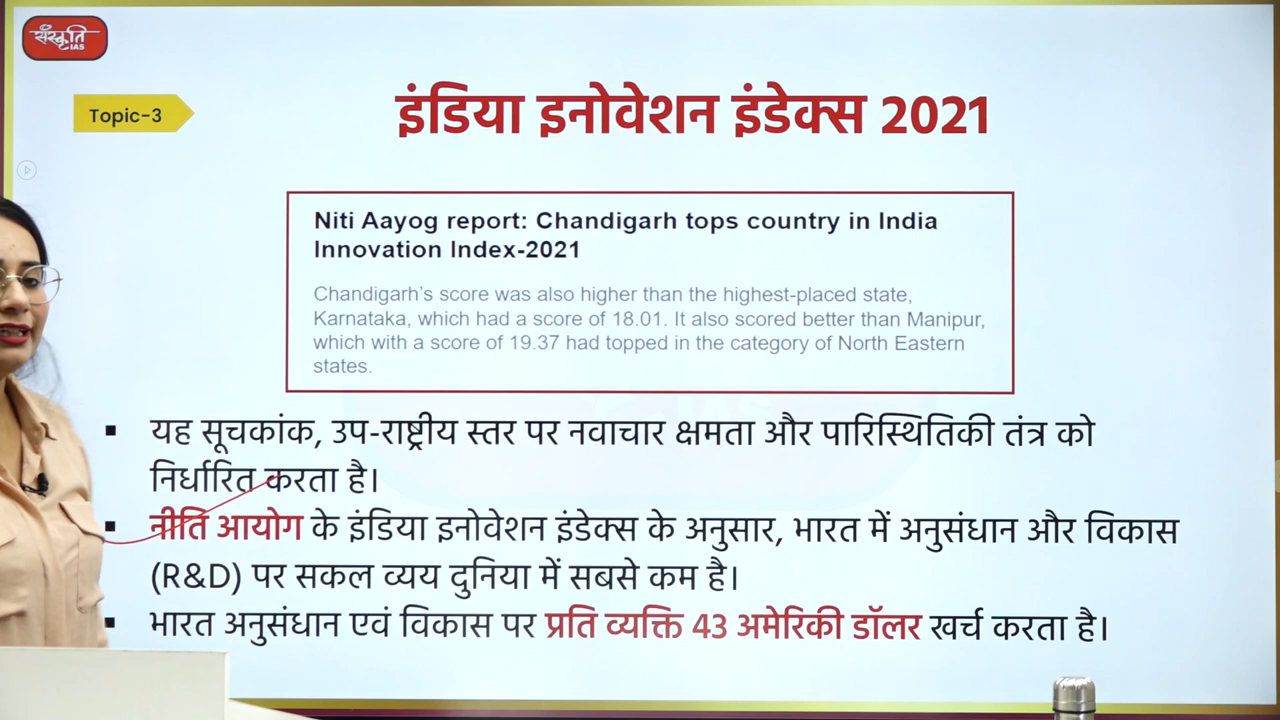 संस्कृति
IAS
Topic-3
इंडिया इनोवेशन इंडेक्स 2021
Niti Aayog report: Chandigarh tops country in India
Innovation Index-2021
Chandigarh's score was also higher than the highest-placed state,
Karnataka, which had a score of 18.01. It also scored better than Manipur,
which with a score of 19.37 had topped in the category of North Eastern
states.
▪ यह सूचकांक, उप-राष्ट्रीय स्तर पर नवाचार क्षमता और पारिस्थितिकी तंत्र को
निर्धारित करता है।
▪ नीति आयोग के इंडिया इनोवेशन इंडेक्स के अनुसार, भारत में अनुसंधान और विकास
(R&D) पर सकल व्यय दुनिया में सबसे कम है।
▪ भारत अनुसंधान एवं विकास पर प्रति व्यक्ति 43 अमेरिकी डॉलर खर्च करता है।